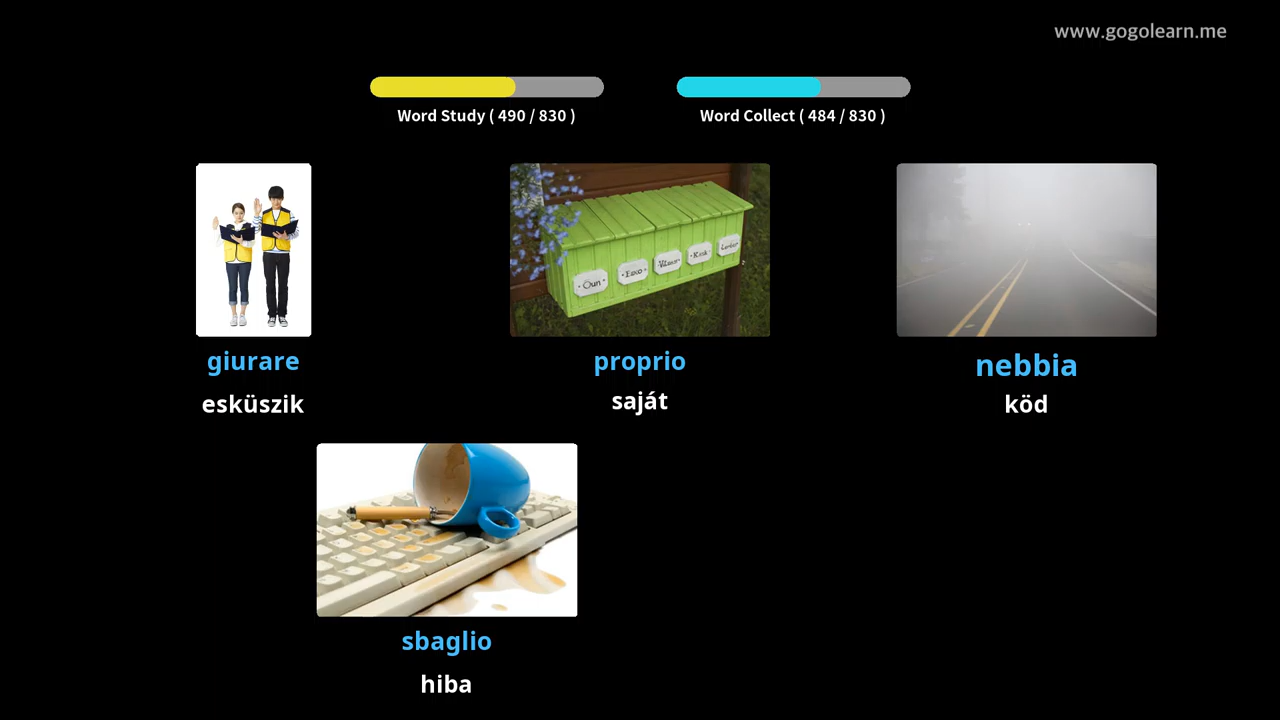 www.gogolearn.me
Word Study ( 490 / 830 )
Word Collect ( 484 / 830 )
giurare
proprio
nebbia
esküszik
saját
köd
sbaglio
hiba